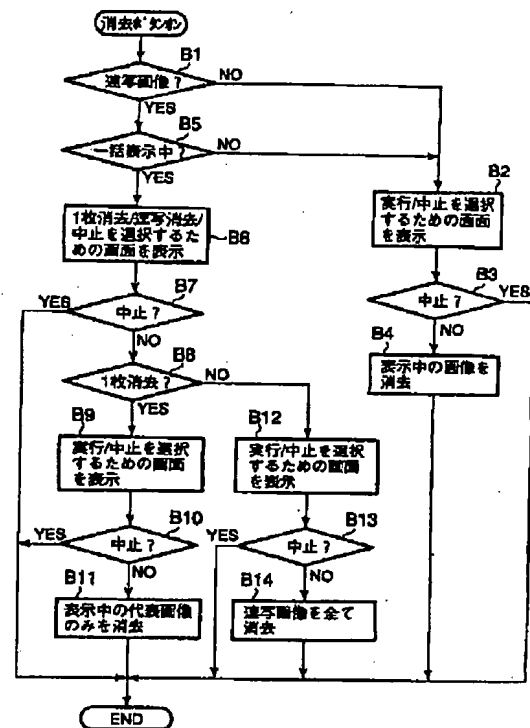 消去ボタンオン
B1
連写画像？
NO
YES
B5
一括表示中？
NO
YES
B2
実行/中止を選択
するための画面
を表示
1枚消去/連写消去/
中止を選択するた
めの画面を表示
B6
B3
中止？
YES
NO
B7
YES
中止？
NO
B4
表示中の画像を
消去
B8
1枚消去？
NO
YES
B9
実行/中止を選択
するための画面
を表示
B12
実行/中止を選択
するための画面
を表示
B10
YES
中止？
NO
B13
YES
中止？
NO
B11
表示中の代表画像
のみを消去
B14
連写画像を全て
消去
END